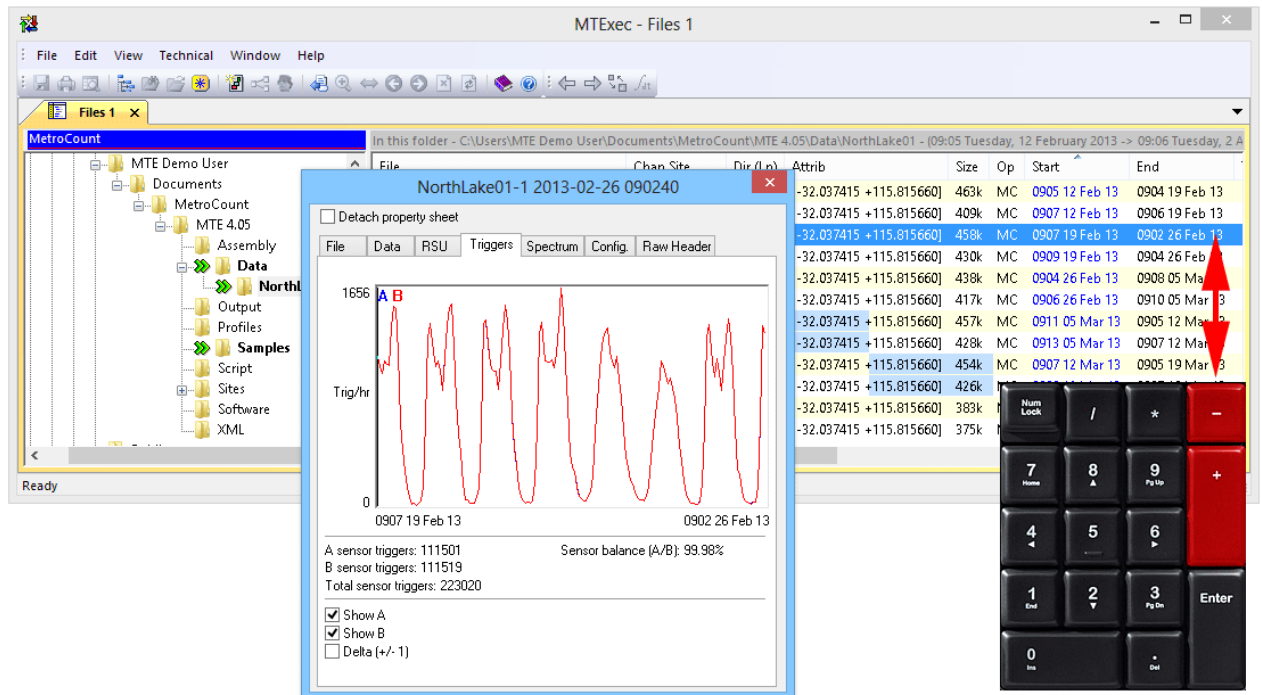 MTExec - Files 1
File Edit View Technical Window Help
Files 1
MetroCount
In this folder - C:\Users\MTE Demo User\Documents\MetroCount\MTE 4.05\Data\NorthLake01 - (09:05 Tuesday, 12 February 2013 -> 09:06 Tuesday, 2 A
MTE Demo User
Documents
MetroCount
MTE 4.05
Assembly
Data
NorthL
Output
Profiles
Samples
Script
Sites
Software
XML
Ready
File Chan Site Dir (Ln) Attrib Size Op Start End
-32.037415 +115.815660] 463k MC 0905 12 Feb 13 0904 19 Feb 13
-32.037415 +115.815660] 409k MC 0907 12 Feb 13 0906 19 Feb 13
-32.037415 +115.815660] 458k MC 0907 19 Feb 13 0902 26 Feb 13
-32.037415 +115.815660] 430k MC 0909 19 Feb 13 0904 26 Feb
-32.037415 +115.815660] 438k MC 0904 26 Feb 13 0908 05 Ma
-32.037415 +115.815660] 417k MC 0906 26 Feb 13 0910 05 Mar 3
-32.037415 +115.815660] 457k MC 0911 05 Mar 13 0905 12 Mar
-32.037415 +115.815660] 428k MC 0913 05 Mar 13 0907 12 Mar
-32.037415 +115.815660] 454k MC 0907 12 Mar 13 0905 19 Mar 3
-32.037415 +115.815660] 426k
-32.037415 +115.815660] 383k
-32.037415 +115.815660] 375k
NorthLake01-1 2013-02-26 090240
Detach property sheet
File Data RSU Triggers Spectrum Config. Raw Header
1656 A B
Trig/hr
0
0907 19 Feb 13 0902 26 Feb 13
A sensor triggers: 111501 Sensor balance (A/B): 99.98%
B sensor triggers: 111519
Total sensor triggers: 223020
Show A
Show B
Delta (+/- 1)
Num Lock / * -
7 Home 8 9 Pg Up +
4 5 6
1 End 2 3 Pg Dn Enter
0 Ins . Del